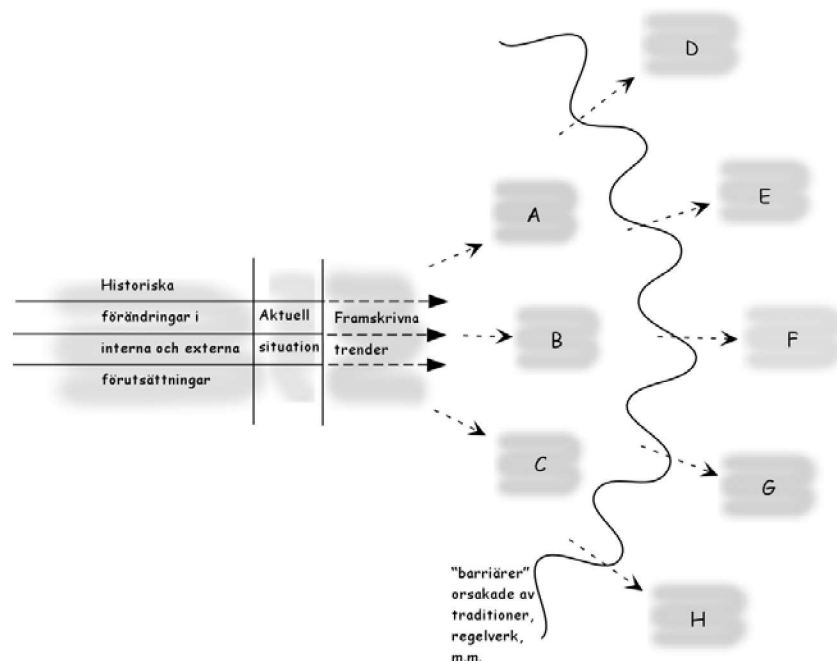 D
E
A
Historiska
förändringar i
interna och externa
förutsättningar
Aktuell
situation
Framskrivna
trender
B
F
C
G
"barriärer"
orsakade av
traditioner,
regelverk,
m.m.
H